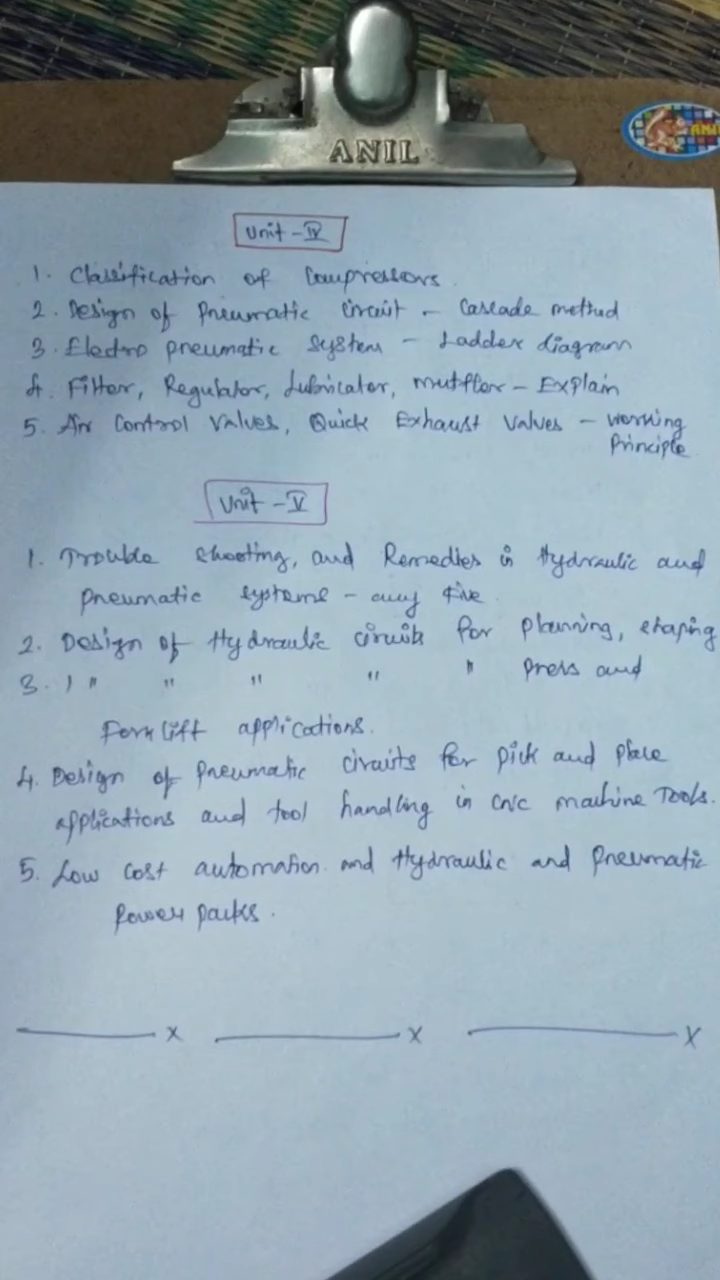 ANIL
ANI
Unit - IV
1. Classification of Compressors.
2. Design of Pneumatic Circuit - Cascade method
3. Electro pneumatic System - Ladder diagram
4. Filter, Regulator, Lubricator, mutfler - Explain
5. Air Control Valves, Quick Exhaust Valves - working
Principle
Unit - V
1. Trouble shooting, and Remedies in Hydraulic and
pneumatic systems - any five.
2. Design of Hydraulic circuits for planning, shaping
3. " " " " " press and
Fork lift applications.
4. Design of pneumatic circuits for pick and place
applications and tool handling in CNC machine Tools.
5. Low cost automation and Hydraulic and pneumatic
Power packs.
x x x